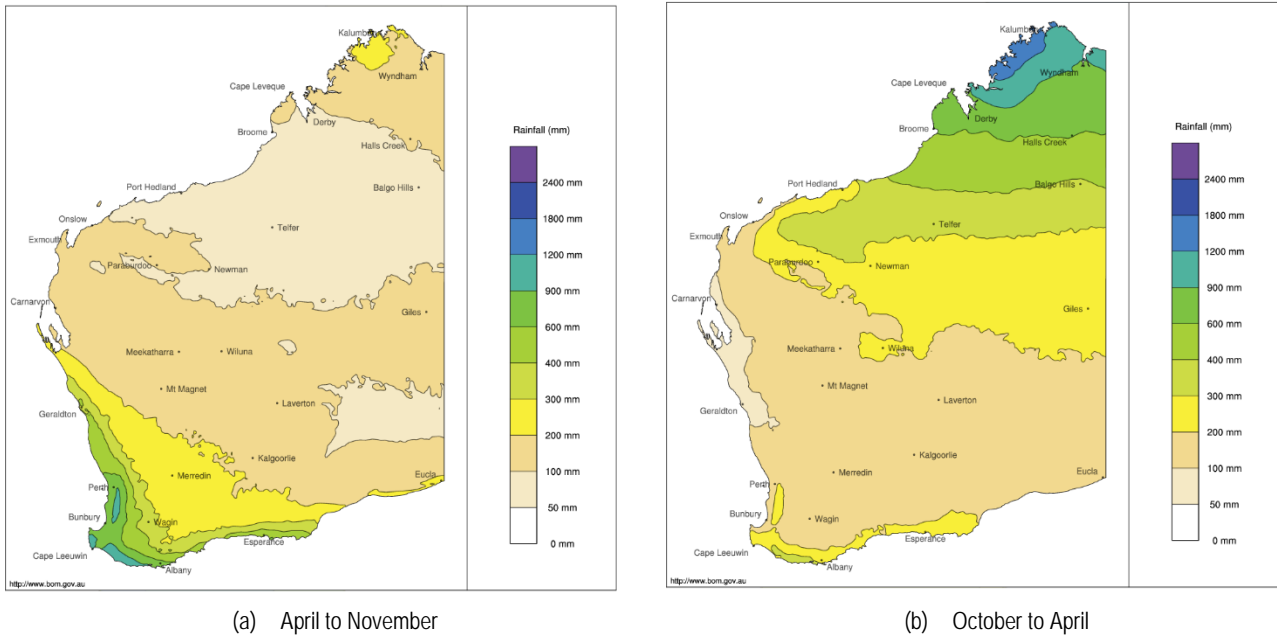 Kalumburu
Wyndham
Cape Leveque
Derby
Broome
Halls Creek
Port Hedland
Balgo Hills
Onslow
Telfer
Exmouth
Paraburdoo
Newman
Carnarvon
Giles
Meekatharra
Wiluna
Mt Magnet
Laverton
Geraldton
Kalgoorlie
Eucla
Merredin
Perth
Bunbury
Wagin
Esperance
Cape Leeuwin
Albany
http://www.bom.gov.au
Rainfall (mm)
2400 mm
1800 mm
1200 mm
900 mm
600 mm
400 mm
300 mm
200 mm
100 mm
50 mm
0 mm
(a) April to November
Kalumburu
Wyndham
Cape Leveque
Derby
Broome
Halls Creek
Port Hedland
Balgo Hills
Onslow
Telfer
Exmouth
Paraburdoo
Newman
Carnarvon
Giles
Meekatharra
Wiluna
Mt Magnet
Laverton
Geraldton
Kalgoorlie
Eucla
Merredin
Perth
Bunbury
Wagin
Esperance
Cape Leeuwin
Albany
http://www.bom.gov.au
Rainfall (mm)
2400 mm
1800 mm
1200 mm
900 mm
600 mm
400 mm
300 mm
200 mm
100 mm
50 mm
0 mm
(b) October to April